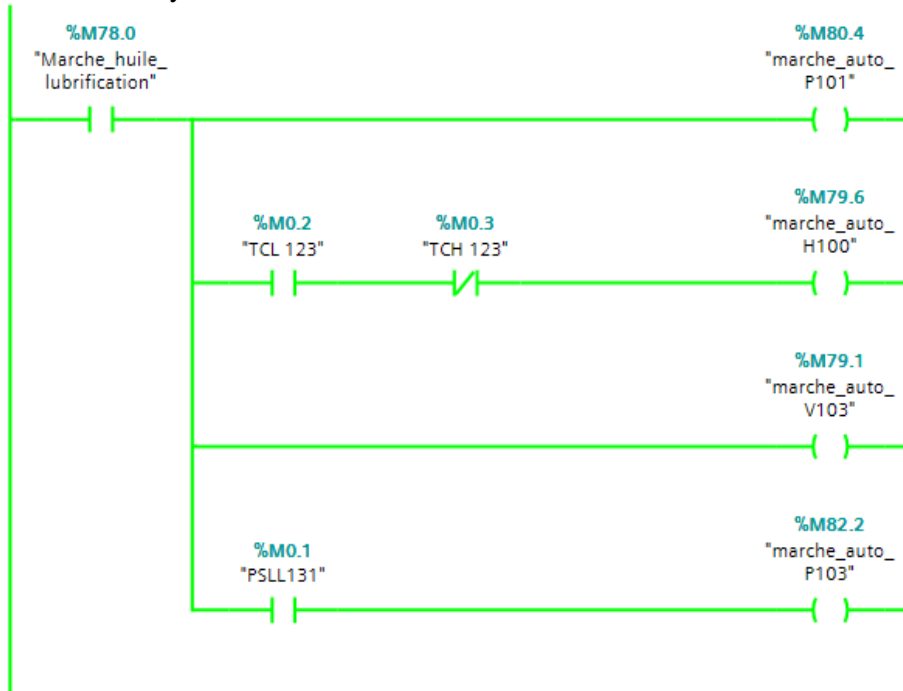 %M78.0
"Marche_huile_
lubrification"
%M80.4
"marche_auto_
P101"
%M0.2
"TCL 123"
%M0.3
"TCH 123"
%M79.6
"marche_auto_
H100"
%M79.1
"marche_auto_
V103"
%M0.1
"PSLL131"
%M82.2
"marche_auto_
P103"